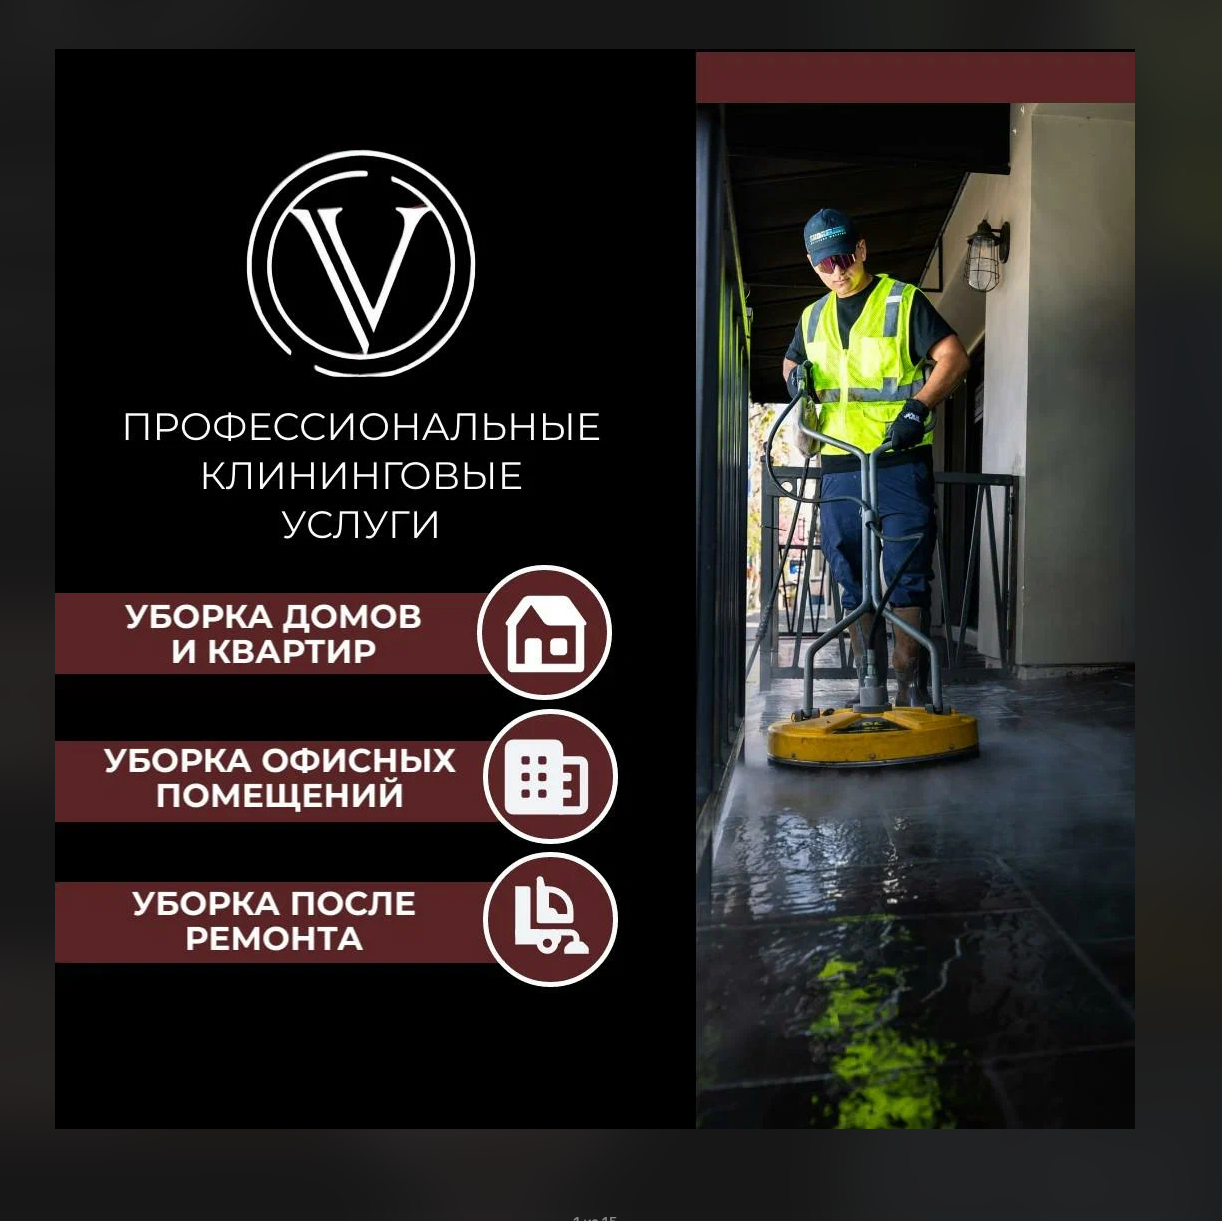 V
ПРОФЕССИОНАЛЬНЫЕ
КЛИНИНГОВЫЕ
УСЛУГИ
УБОРКА ДОМОВ
И КВАРТИР
УБОРКА ОФИСНЫХ
ПОМЕЩЕНИЙ
УБОРКА ПОСЛЕ
РЕМОНТА